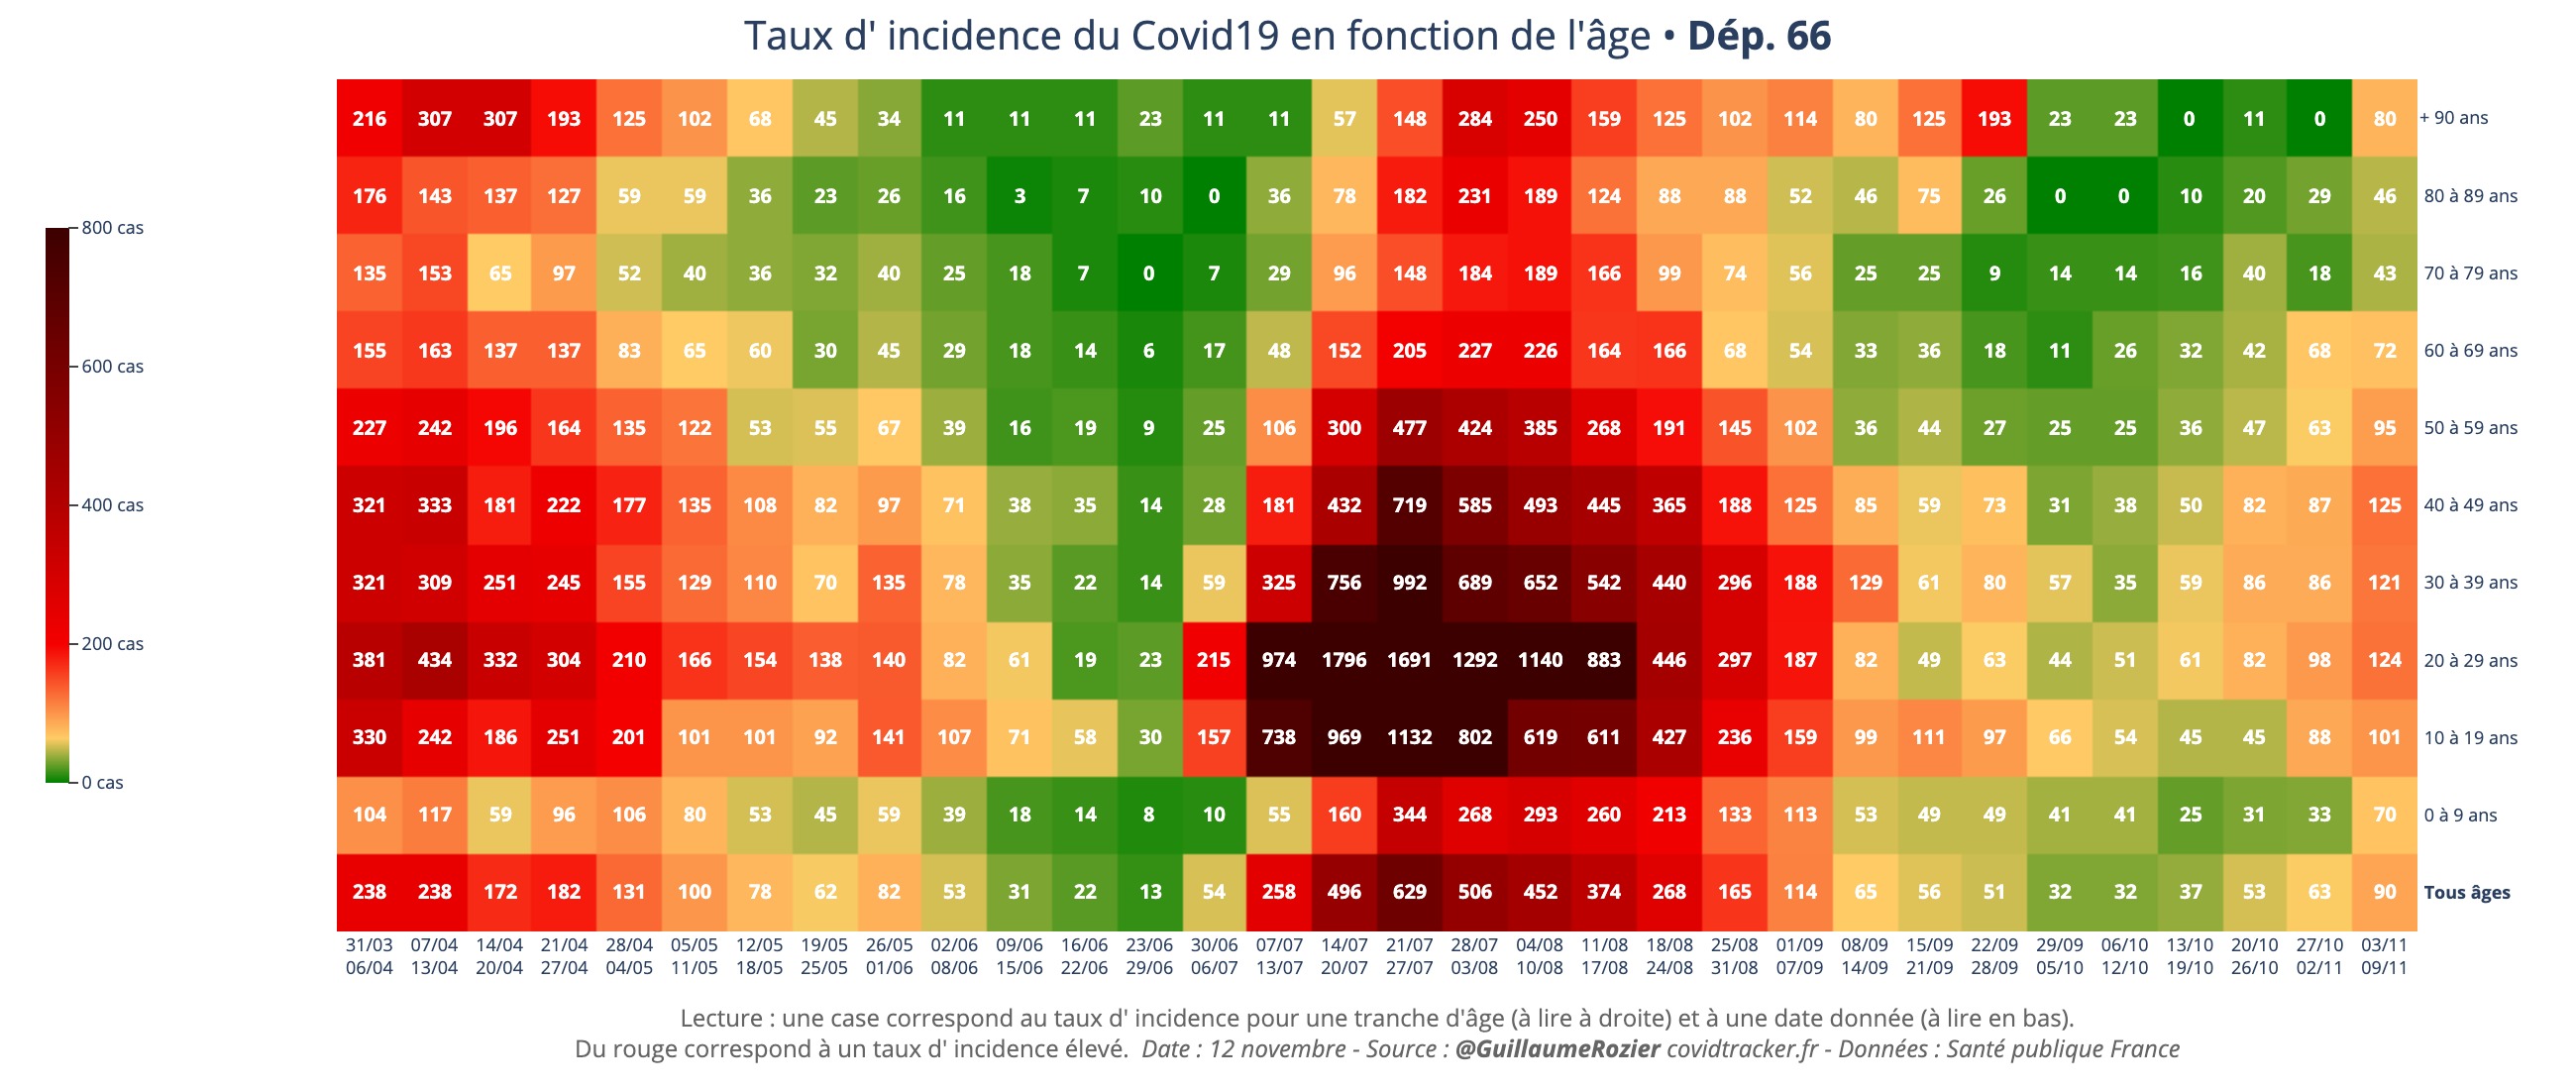 Taux d' incidence du Covid19 en fonction de l'âge • Dép. 66
800 cas
600 cas
400 cas
200 cas
0 cas
216 307 307 193 125 102 68 45 34 11 11 11 23 11 11 57 148 284 250 159 125 102 114 80 125 193 23 23 0 11 0 80 + 90 ans
176 143 137 127 59 59 36 23 26 16 3 7 10 0 36 78 182 231 189 124 88 88 52 46 75 26 0 0 10 20 29 46 80 à 89 ans
135 153 65 97 52 40 36 32 40 25 18 7 0 7 29 96 148 184 189 166 99 74 56 25 25 9 14 14 16 40 18 43 70 à 79 ans
155 163 137 137 83 65 60 30 45 29 18 14 6 17 48 152 205 227 226 164 166 68 54 33 36 18 11 26 32 42 68 72 60 à 69 ans
227 242 196 164 135 122 53 55 67 39 16 19 9 25 106 300 477 424 385 268 191 145 102 36 44 27 25 25 36 47 63 95 50 à 59 ans
321 333 181 222 177 135 108 82 97 71 38 35 14 28 181 432 719 585 493 445 365 188 125 85 59 73 31 38 50 82 87 125 40 à 49 ans
321 309 251 245 155 129 110 70 135 78 35 22 14 59 325 756 992 689 652 542 440 296 188 129 61 80 57 35 59 86 86 121 30 à 39 ans
381 434 332 304 210 166 154 138 140 82 61 19 23 215 974 1796 1691 1292 1140 883 446 297 187 82 49 63 44 51 61 82 98 124 20 à 29 ans
330 242 186 251 201 101 101 92 141 107 71 58 30 157 738 969 1132 802 619 611 427 236 159 99 111 97 66 54 45 45 88 101 10 à 19 ans
104 117 59 96 106 80 53 45 59 39 18 14 8 10 55 160 344 268 293 260 213 133 113 53 49 49 41 41 25 31 33 70 0 à 9 ans
238 238 172 182 131 100 78 62 82 53 31 22 13 54 258 496 629 506 452 374 268 165 114 65 56 51 32 32 37 53 63 90 Tous âges
31/03 07/04 14/04 21/04 28/04 05/05 12/05 19/05 26/05 02/06 09/06 16/06 23/06 30/06 07/07 14/07 21/07 28/07 04/08 11/08 18/08 25/08 01/09 08/09 15/09 22/09 29/09 06/10 13/10 20/10 27/10 03/11
06/04 13/04 20/04 27/04 04/05 11/05 18/05 25/05 01/06 08/06 15/06 22/06 29/06 06/07 13/07 20/07 27/07 03/08 10/08 17/08 24/08 31/08 07/09 14/09 21/09 28/09 05/10 12/10 19/10 26/10 02/11 09/11
Lecture : une case correspond au taux d' incidence pour une tranche d'âge (à lire à droite) et à une date donnée (à lire en bas).
Du rouge correspond à un taux d' incidence élevé. Date : 12 novembre - Source : @GuillaumeRozier covidtracker.fr - Données : Santé publique France